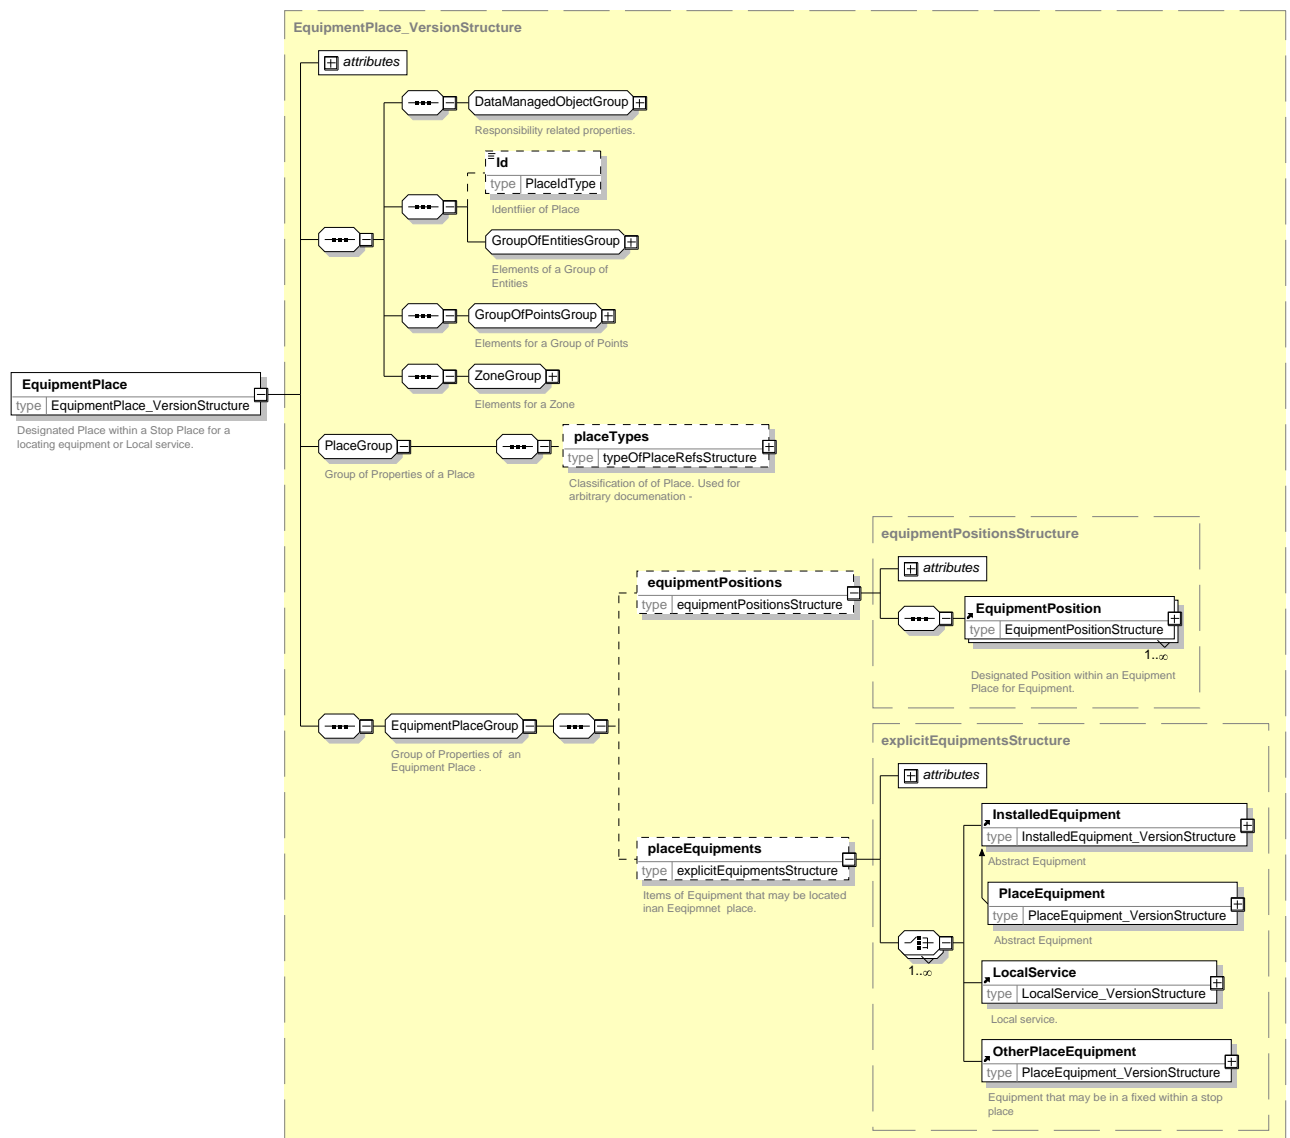 EquipmentPlace_VersionStructure
attributes
DataManagedObjectGroup
Responsibility related properties.
Id
type PlaceIdType
Identfiier of Place
GroupOfEntitiesGroup
Elements of a Group of
Entities
GroupOfPointsGroup
Elements for a Group of Points
ZoneGroup
Elements for a Zone
EquipmentPlace
type EquipmentPlace_VersionStructure
Designated Place within a Stop Place for a
locating equipment or Local service.
PlaceGroup
Group of Properties of a Place
placeTypes
type typeOfPlaceRefsStructure
Classification of of Place. Used for
arbitrary documenation -
equipmentPositionsStructure
attributes
equipmentPositions
type equipmentPositionsStructure
EquipmentPosition
type EquipmentPositionStructure
1..∞
Designated Position within an Equipment
Place for Equipment.
EquipmentPlaceGroup
Group of Properties of  an
Equipment Place .
explicitEquipmentsStructure
attributes
placeEquipments
type explicitEquipmentsStructure
Items of Equipment that may be located
inan Eeqipmnet  place.
InstalledEquipment
type InstalledEquipment_VersionStructure
Abstract Equipment
PlaceEquipment
type PlaceEquipment_VersionStructure
Abstract Equipment
1..∞
LocalService
type LocalService_VersionStructure
Local service.
OtherPlaceEquipment
type PlaceEquipment_VersionStructure
Equipment that may be in a fixed within a stop
place